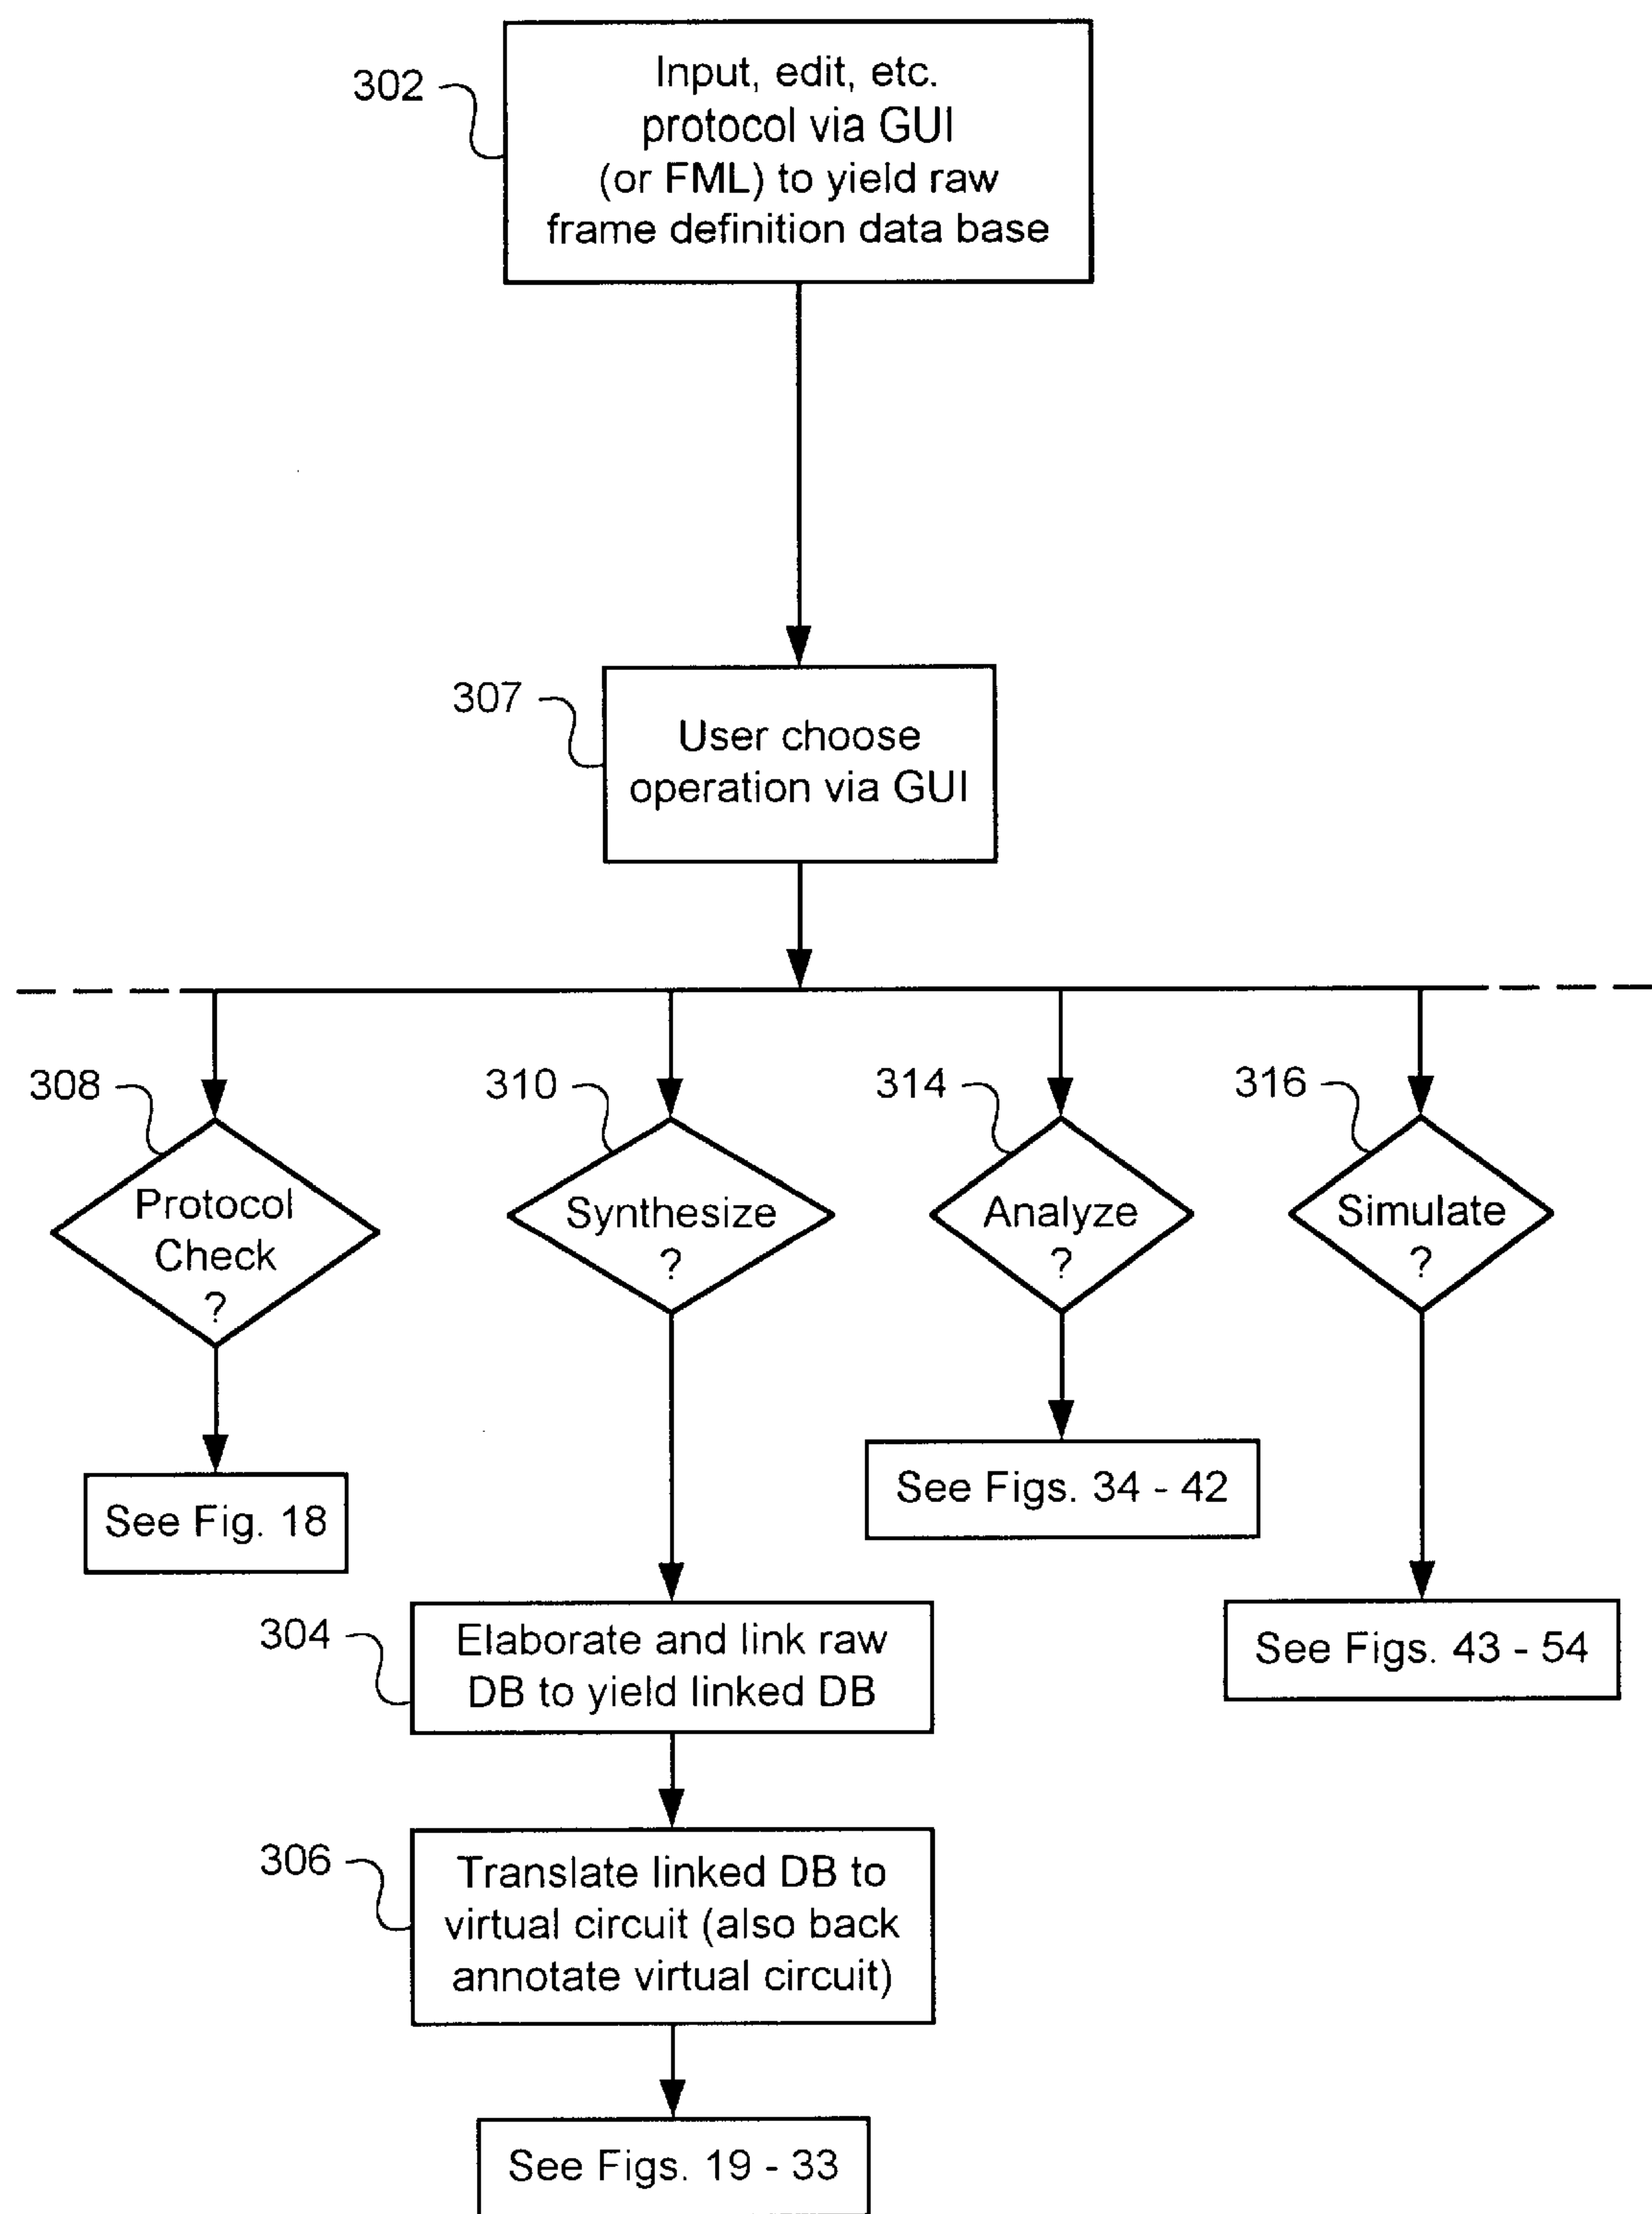 302
Input, edit, etc.
protocol via GUI
(or FML) to yield raw
frame definition data base
307
User choose
operation via GUI
308
Protocol
Check
?
310
Synthesize
?
314
Analyze
?
316
Simulate
?
See Fig. 18
See Figs. 34 - 42
See Figs. 43 - 54
304
Elaborate and link raw
DB to yield linked DB
306
Translate linked DB to
virtual circuit (also back
annotate virtual circuit)
See Figs. 19 - 33